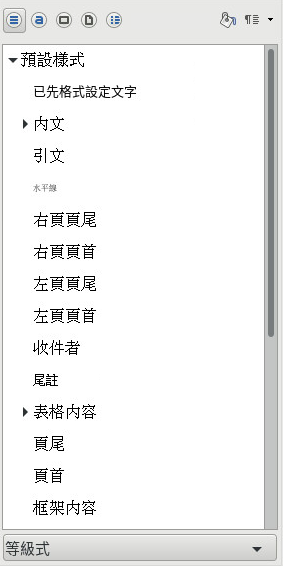 預設樣式
已先格式設定文字
內文
引文
水平線
右頁頁尾
右頁頁首
左頁頁尾
左頁頁首
收件者
尾註
表格內容
頁尾
頁首
框架內容
等級式